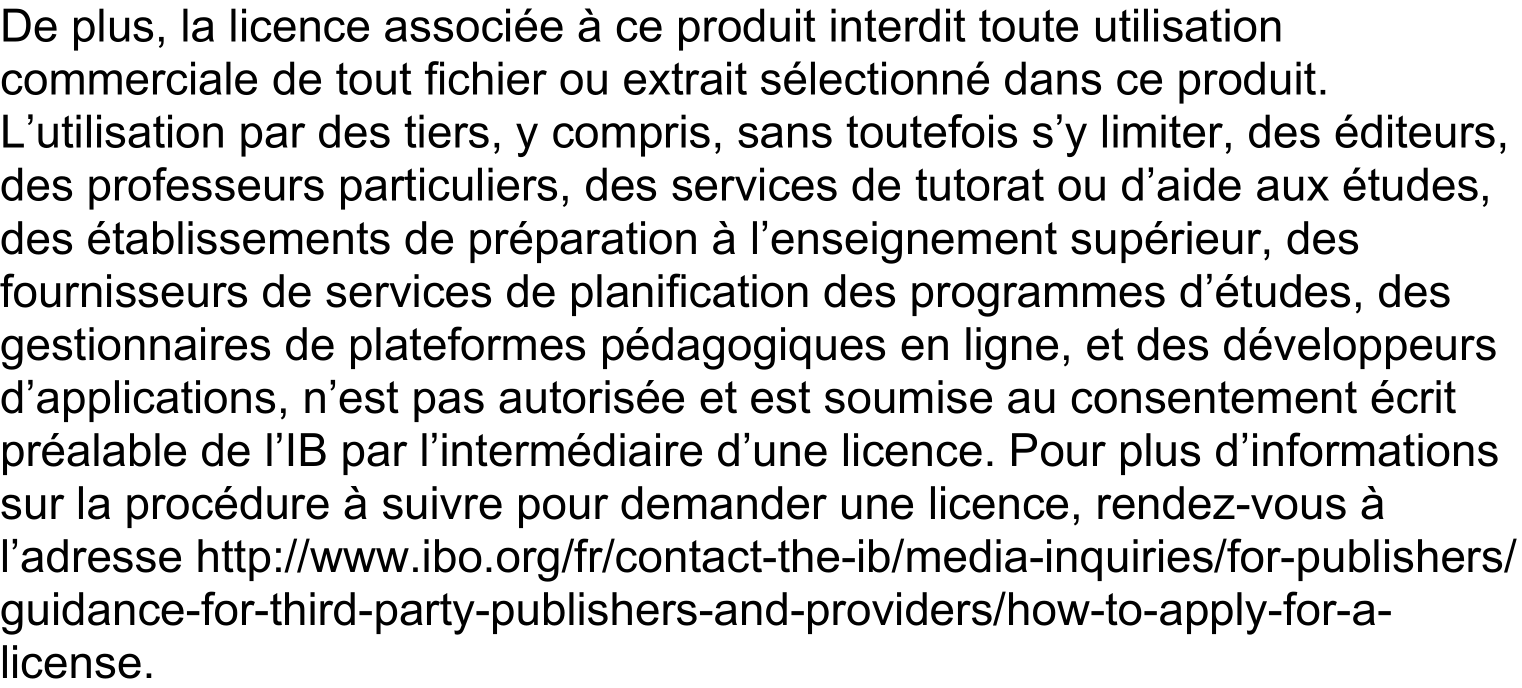 De plus, la licence associée à ce produit interdit toute utilisation
commerciale de tout fichier ou extrait sélectionné dans ce produit.
L’utilisation par des tiers, y compris, sans toutefois s’y limiter, des éditeurs,
des professeurs particuliers, des services de tutorat ou d’aide aux études,
des établissements de préparation à l’enseignement supérieur, des
fournisseurs de services de planification des programmes d’études, des
gestionnaires de plateformes pédagogiques en ligne, et des développeurs
d’applications, n’est pas autorisée et est soumise au consentement écrit
préalable de l’IB par l’intermédiaire d’une licence. Pour plus d’informations
sur la procédure à suivre pour demander une licence, rendez-vous à
l’adresse http://www.ibo.org/fr/contact-the-ib/media-inquiries/for-publishers/
guidance-for-third-party-publishers-and-providers/how-to-apply-for-a-
license.